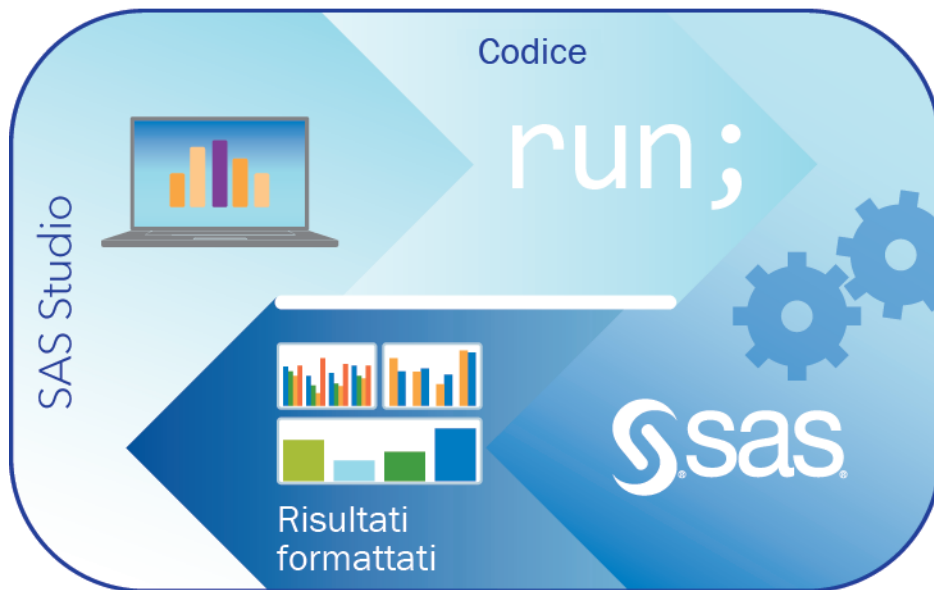 Codice
run;
SAS Studio
sas
Risultati
formattati